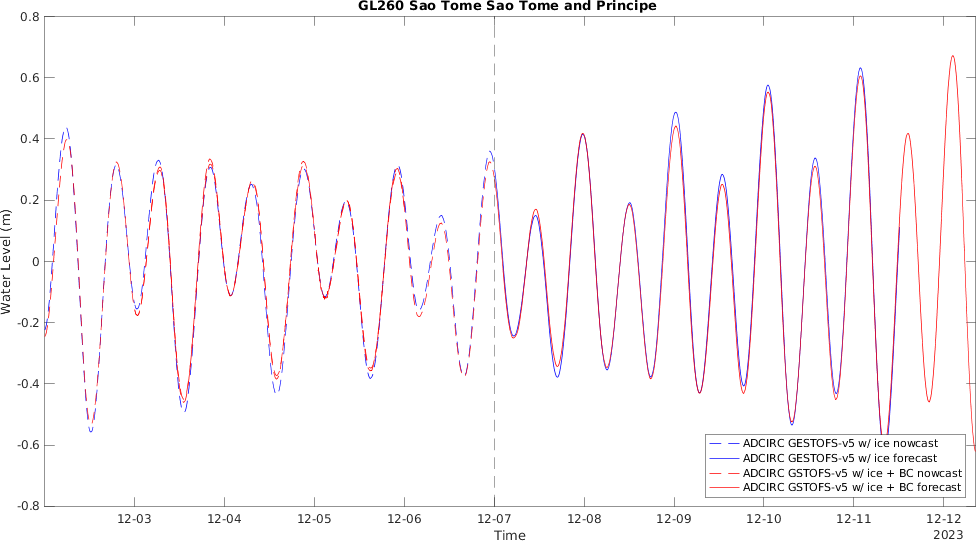 GL260 Sao Tome Sao Tome and Principe
Water Level (m)
0.8
0.6
0.4
0.2
0
-0.2
-0.4
-0.6
-0.8
ADCIRC GESTOFS-v5 w/ ice nowcast
ADCIRC GESTOFS-v5 w/ ice forecast
ADCIRC GSTOFS-v5 w/ ice + BC nowcast
ADCIRC GSTOFS-v5 w/ ice + BC forecast
12-03 12-04 12-05 12-06 12-07 12-08 12-09 12-10 12-11 12-12
Time 2023